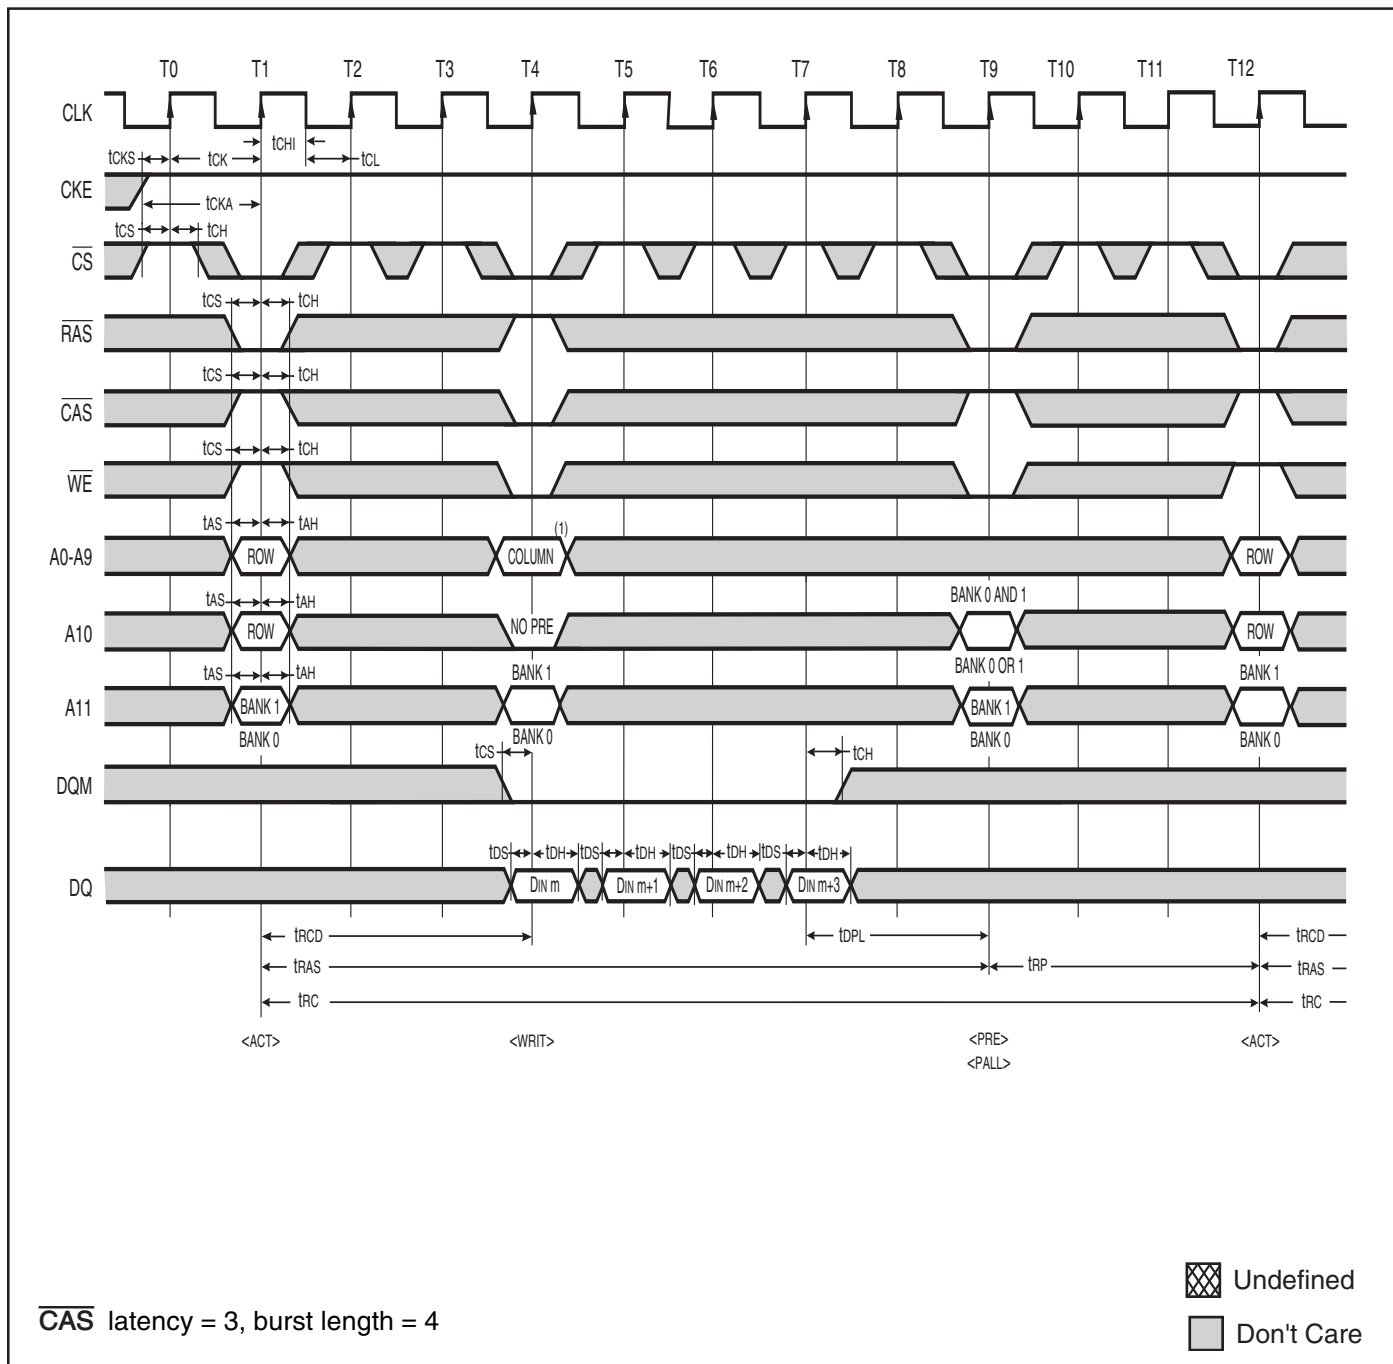 T0 T1 T2 T3 T4 T5 T6 T7 T8 T9 T10 T11 T12
CLK
tCHI
tCKS tCK tCL
CKE
tCKA
tCS tCH
CS
tCS tCH
RAS
tCS tCH
CAS
tCS tCH
WE
tAS tAH (1)
A0-A9 ROW COLUMN ROW
tAS tAH BANK 0 AND 1
A10 ROW NO PRE ROW
tAS tAH BANK 1 BANK 0 OR 1 BANK 1
A11 BANK 1 BANK 1
BANK 0 BANK 0 BANK 0 BANK 0
tCS tCH
DQM
tDS tDH tDS tDH tDS tDH tDS tDH
DQ DIN m DIN m+1 DIN m+2 DIN m+3
tRCD tDPL tRCD
tRAS tRP tRAS
tRC tRC
<ACT> <WRIT> <PRE> <ACT>
<PALL>
Undefined
CAS latency = 3, burst length = 4
Don't Care